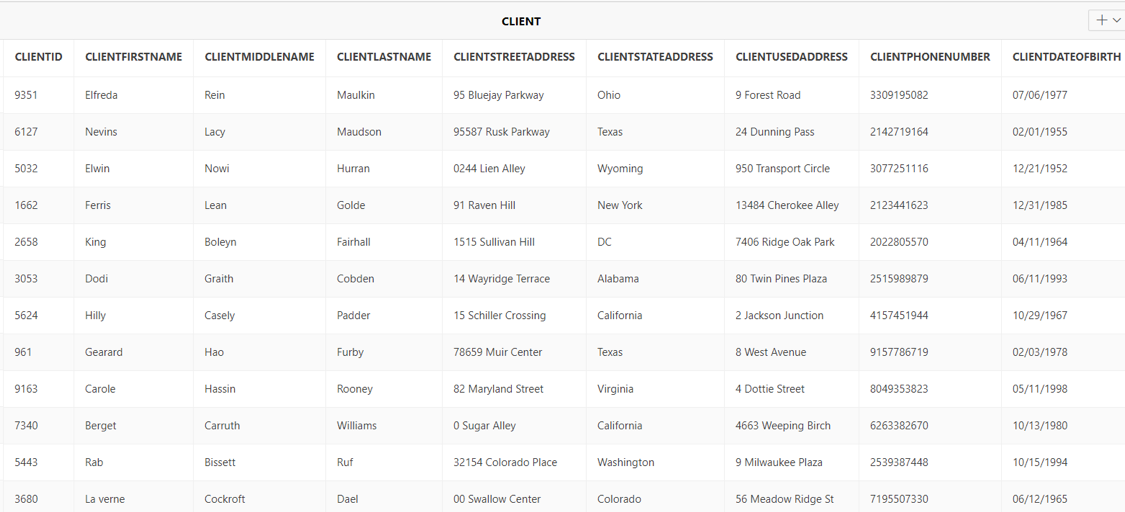 CLIENT
CLIENTID CLIENTFIRSTNAME CLIENTMIDDLENAME CLIENTLASTNAME CLIENTSTREETADDRESS CLIENTSTATEADDRESS CLIENTUSEDADDRESS CLIENTPHONENUMBER CLIENTDATEOFBIRTH
9351 Elfreda Rein Maulkin 95 Bluejay Parkway Ohio 9 Forest Road 3309195082 07/06/1977
6127 Nevins Lacy Maudson 95587 Rusk Parkway Texas 24 Dunning Pass 2142719164 02/01/1955
5032 Elwin Nowi Hurran 0244 Lien Alley Wyoming 950 Transport Circle 3077251116 12/21/1952
1662 Ferris Lean Golde 91 Raven Hill New York 13484 Cherokee Alley 2123441623 12/31/1985
2658 King Boleyn Fairhall 1515 Sullivan Hill DC 7406 Ridge Oak Park 2022805570 04/11/1964
3053 Dodi Graith Cobden 14 Wayridge Terrace Alabama 80 Twin Pines Plaza 2515989879 06/11/1993
5624 Hilly Casely Padder 15 Schiller Crossing California 2 Jackson Junction 4157451944 10/29/1967
961 Gearard Hao Furby 78659 Muir Center Texas 8 West Avenue 9157786719 02/03/1978
9163 Carole Hassin Rooney 82 Maryland Street Virginia 4 Dottie Street 8049353823 05/11/1998
7340 Berget Carruth Williams 0 Sugar Alley California 4663 Weeping Birch 6263382670 10/13/1980
5443 Rab Bissett Ruf 32154 Colorado Place Washington 9 Milwaukee Plaza 2539387448 10/15/1994
3680 La verne Cockroft Dael 00 Swallow Center Colorado 56 Meadow Ridge St 7195507330 06/12/1965